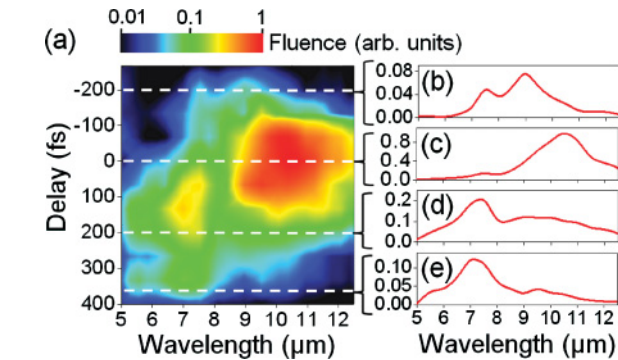 (a)
0.01 0.1 1
Fluence (arb. units)
Delay (fs)
-200
-100
0
100
200
300
400
5 6 7 8 9 10 11 12
Wavelength (μm)
(b)
0.08
0.04
0.00
(c)
0.8
0.4
0.0
(d)
0.2
0.1
0.0
(e)
0.10
0.05
0.00
5 6 7 8 9 10 11 12
Wavelength (μm)